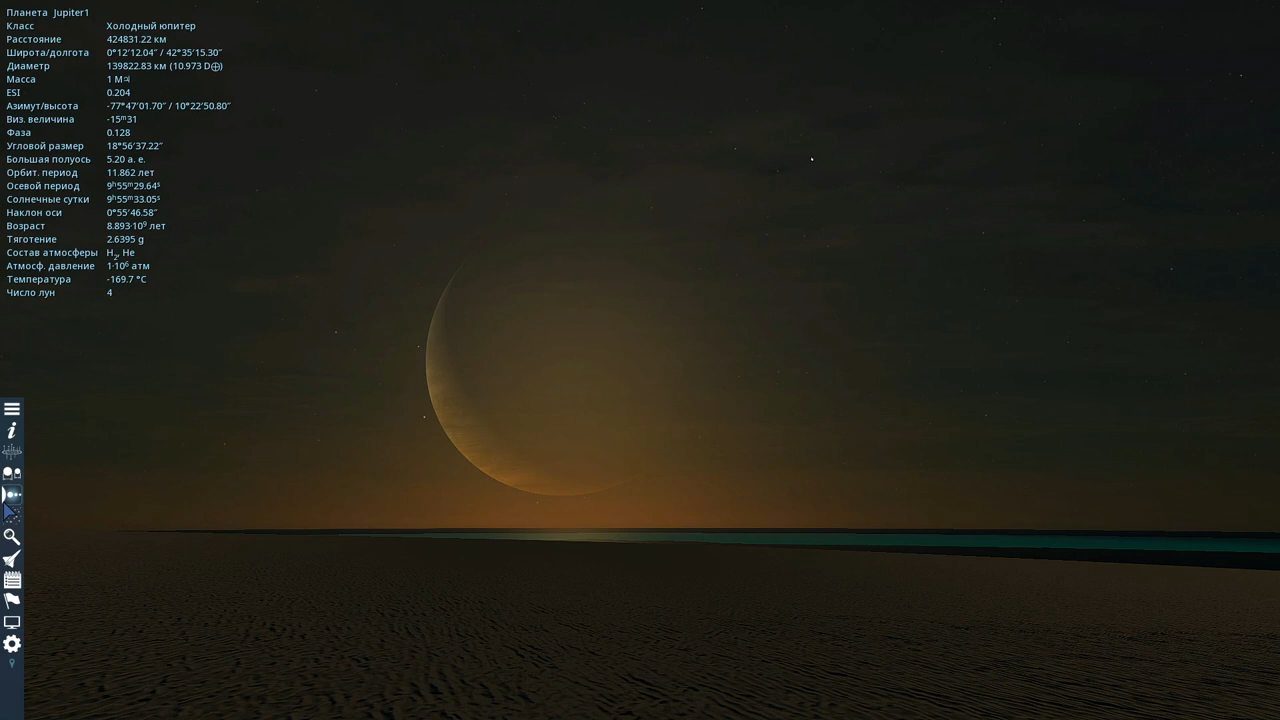 Планета Jupiter1
Класс Холодный юпитер
Расстояние 424831.22 км
Широта/долгота 0°12′12.04″ / 42°35′15.30″
Диаметр 139822.83 км (10.973 D⊕)
Масса 1 M♃
ESI 0.204
Азимут/высота -77°47′01.70″ / 10°22′50.80″
Виз. величина -15ᵐ31
Фаза 0.128
Угловой размер 18°56′37.22″
Большая полуось 5.20 а. е.
Орбит. период 11.862 лет
Осевой период 9ʰ55ᵐ29.64ˢ
Солнечные сутки 9ʰ55ᵐ33.05ˢ
Наклон оси 0°55′46.58″
Возраст 8.893·10⁹ лет
Тяготение 2.6395 g
Состав атмосферы H₂, He
Атмосф. давление 1·10⁶ атм
Температура -169.7 °C
Число лун 4